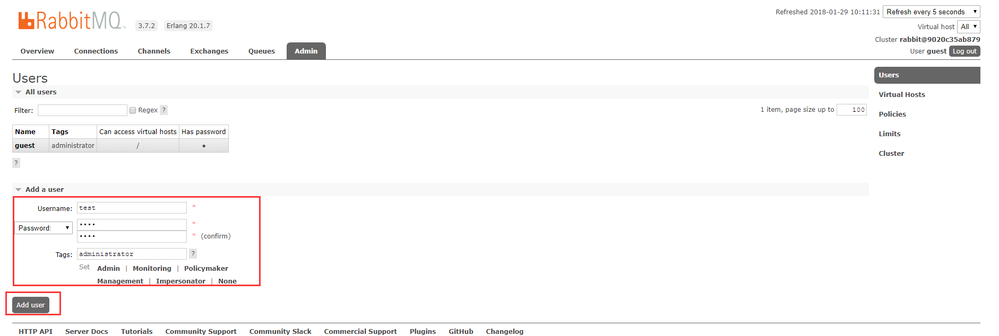 RabbitMQ TM 3.7.2 Erlang 20.1.7
Refreshed 2018-01-29 10:11:31 Refresh every 5 seconds
Virtual host All
Cluster rabbit@9020c35ab879
User guest Log out
Overview Connections Channels Exchanges Queues Admin
Users
All users
Filter: Regex ? 1 item, page size up to 100
Name Tags Can access virtual hosts Has password
guest administrator / •
?
Add a user
Username: test *
Password: •••• *
•••• * (confirm)
Tags: administrator ?
Set Admin | Monitoring | Policymaker
Management | Impersonator | None
Add user
Users
Virtual Hosts
Policies
Limits
Cluster
HTTP API Server Docs Tutorials Community Support Community Slack Commercial Support Plugins GitHub Changelog